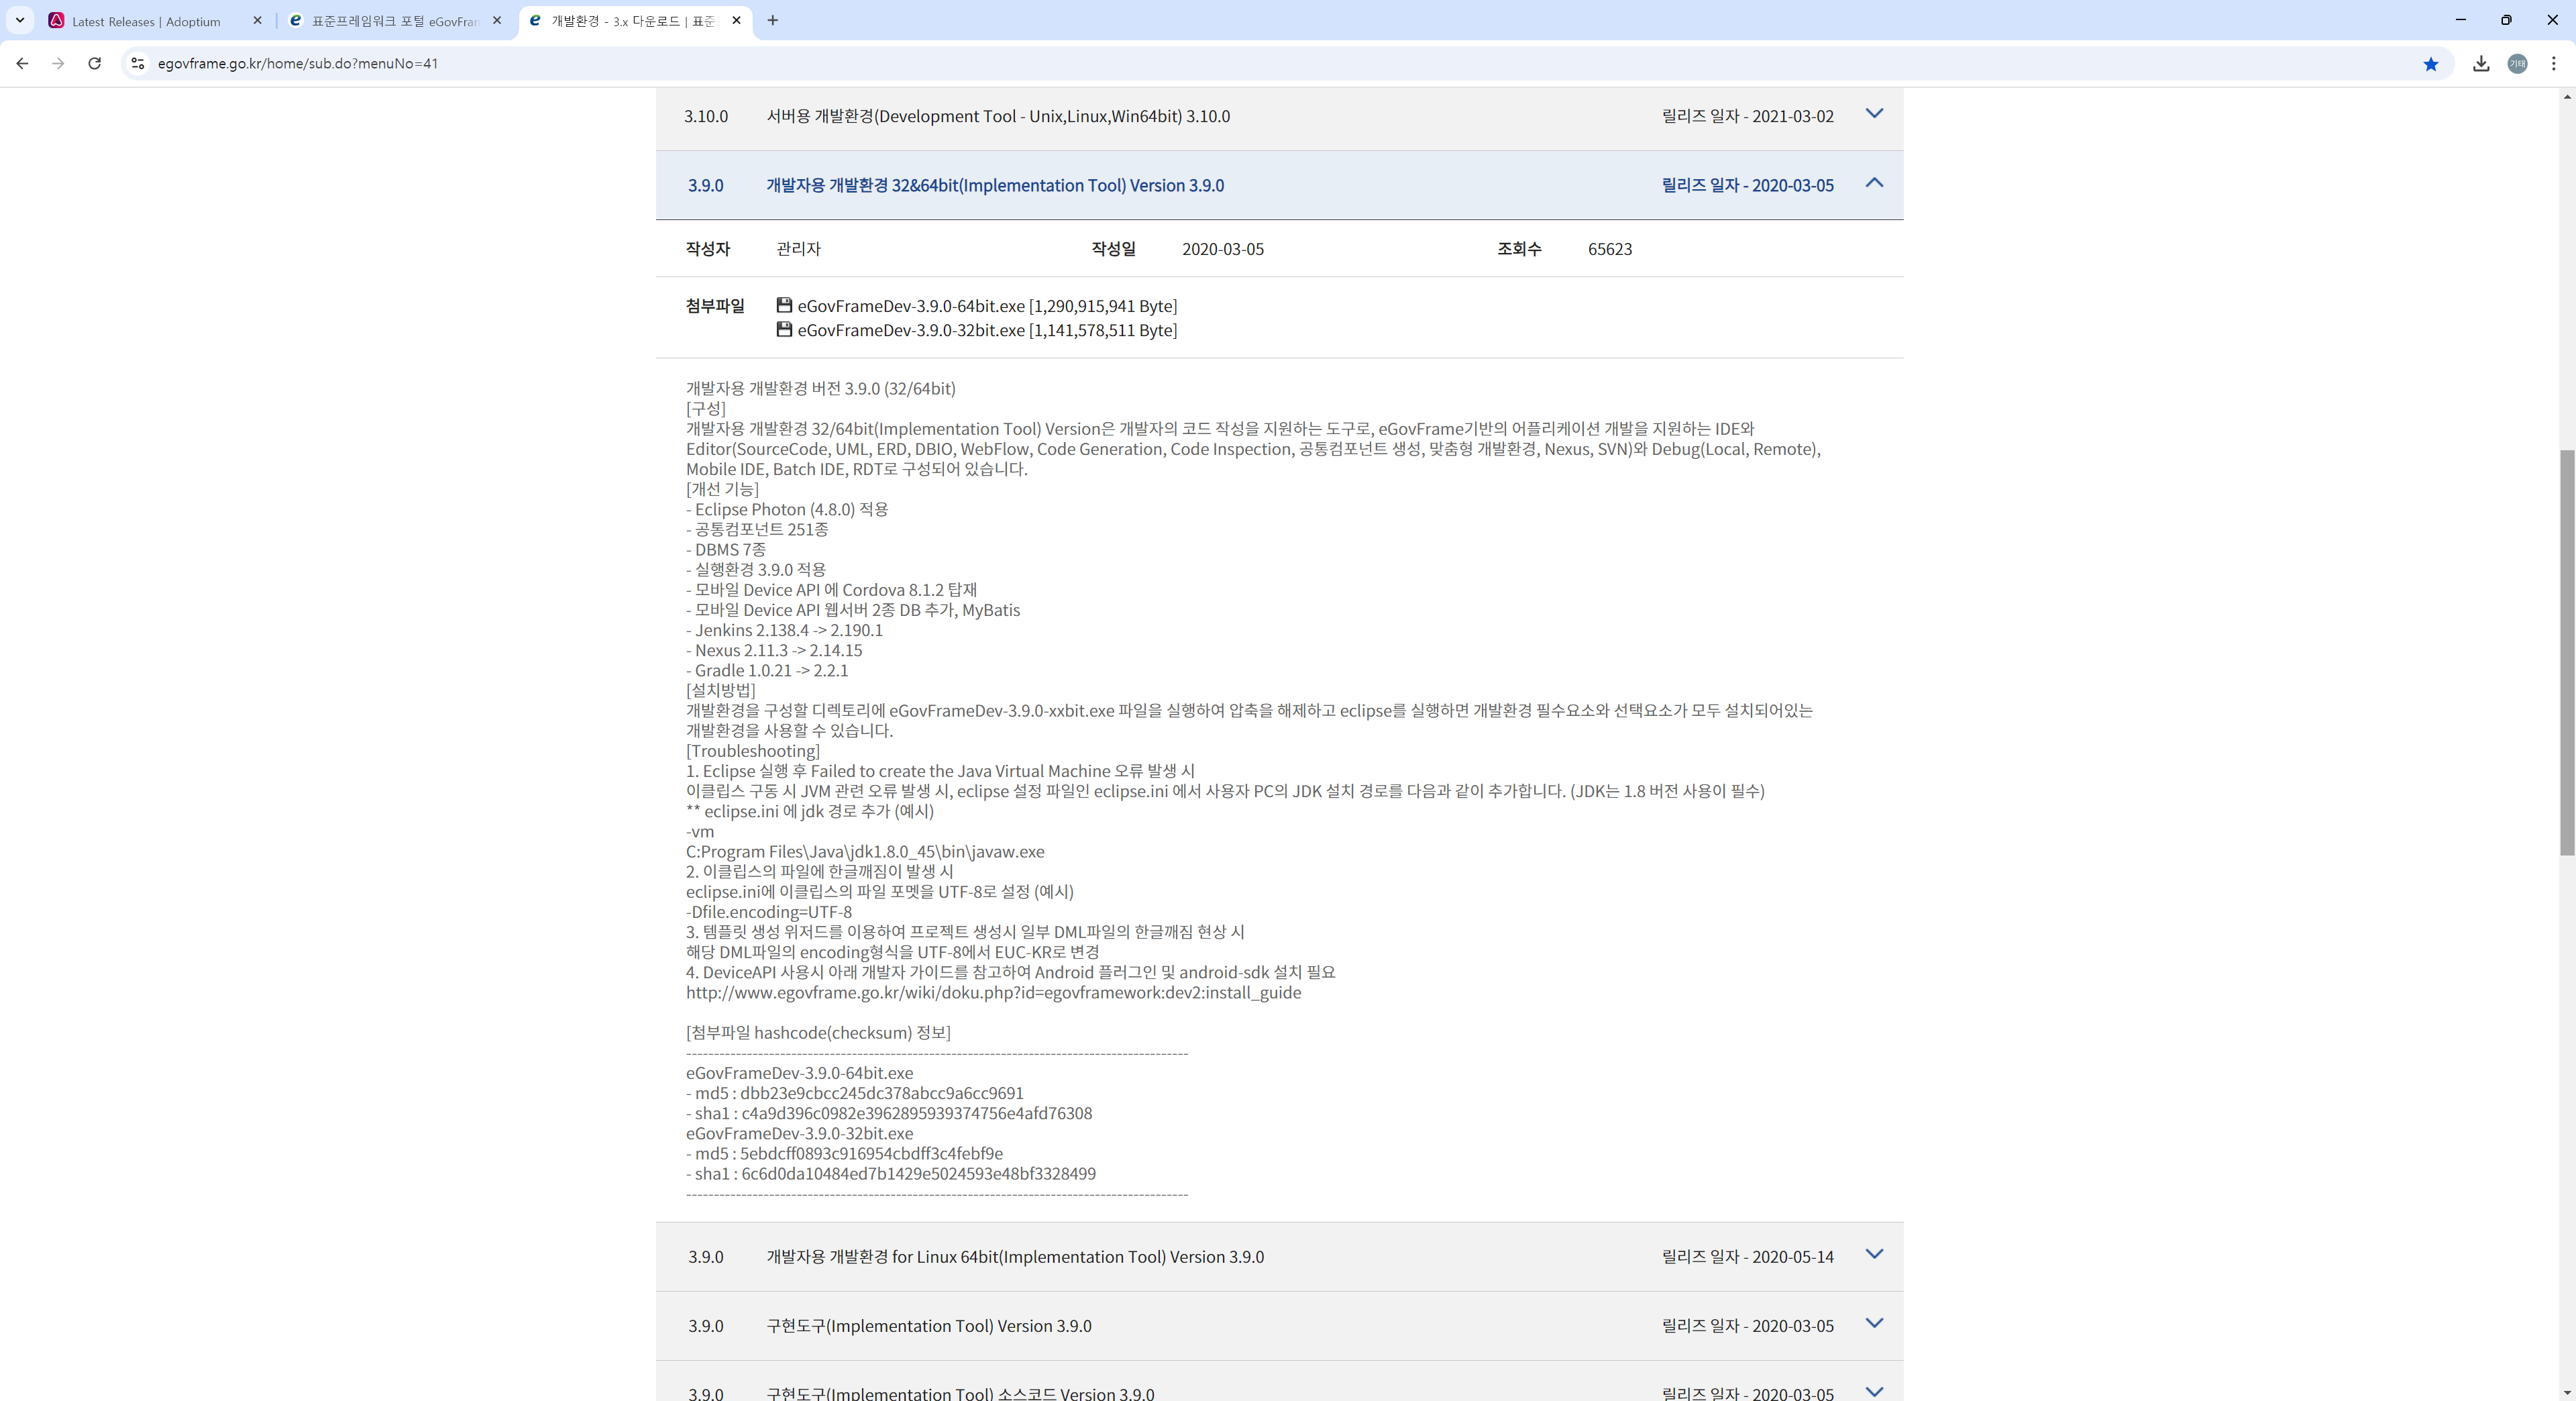 Latest Releases | Adoptium
표준프레임워크 포털 eGovFran
개발환경 - 3.x 다운로드 | 표준
egovframe.go.kr/home/sub.do?menuNo=41
기태
3.10.0 서버용 개발환경(Development Tool - Unix,Linux,Win64bit) 3.10.0 릴리즈 일자 - 2021-03-02
3.9.0 개발자용 개발환경 32&64bit(Implementation Tool) Version 3.9.0 릴리즈 일자 - 2020-03-05
작성자 관리자 작성일 2020-03-05 조회수 65623
첨부파일 eGovFrameDev-3.9.0-64bit.exe [1,290,915,941 Byte]
eGovFrameDev-3.9.0-32bit.exe [1,141,578,511 Byte]
개발자용 개발환경 버전 3.9.0 (32/64bit)
[구성]
개발자용 개발환경 32/64bit(Implementation Tool) Version은 개발자의 코드 작성을 지원하는 도구로, eGovFrame기반의 어플리케이션 개발을 지원하는 IDE와
Editor(SourceCode, UML, ERD, DBIO, WebFlow, Code Generation, Code Inspection, 공통컴포넌트 생성, 맞춤형 개발환경, Nexus, SVN)와 Debug(Local, Remote),
Mobile IDE, Batch IDE, RDT로 구성되어 있습니다.
[개선 기능]
- Eclipse Photon (4.8.0) 적용
- 공통컴포넌트 251종
- DBMS 7종
- 실행환경 3.9.0 적용
- 모바일 Device API 에 Cordova 8.1.2 탑재
- 모바일 Device API 웹서버 2종 DB 추가, MyBatis
- Jenkins 2.138.4 -> 2.190.1
- Nexus 2.11.3 -> 2.14.15
- Gradle 1.0.21 -> 2.2.1
[설치방법]
개발환경을 구성할 디렉토리에 eGovFrameDev-3.9.0-xxbit.exe 파일을 실행하여 압축을 해제하고 eclipse를 실행하면 개발환경 필수요소와 선택요소가 모두 설치되어있는
개발환경을 사용할 수 있습니다.
[Troubleshooting]
1. Eclipse 실행 후 Failed to create the Java Virtual Machine 오류 발생 시
이클립스 구동 시 JVM 관련 오류 발생 시, eclipse 설정 파일인 eclipse.ini 에서 사용자 PC의 JDK 설치 경로를 다음과 같이 추가합니다. (JDK는 1.8 버전 사용이 필수)
** eclipse.ini 에 jdk 경로 추가 (예시)
-vm
C:Program Files\Java\jdk1.8.0_45\bin\javaw.exe
2. 이클립스의 파일에 한글깨짐이 발생 시
eclipse.ini에 이클립스의 파일 포멧을 UTF-8로 설정 (예시)
-Dfile.encoding=UTF-8
3. 템플릿 생성 위저드를 이용하여 프로젝트 생성시 일부 DML파일의 한글깨짐 현상 시
해당 DML파일의 encoding형식을 UTF-8에서 EUC-KR로 변경
4. DeviceAPI 사용시 아래 개발자 가이드를 참고하여 Android 플러그인 및 android-sdk 설치 필요
http://www.egovframe.go.kr/wiki/doku.php?id=egovframework:dev2:install_guide
[첨부파일 hashcode(checksum) 정보]
-------------------------------------------------------------------------------------------
eGovFrameDev-3.9.0-64bit.exe
- md5 : dbb23e9cbcc245dc378abcc9a6cc9691
- sha1 : c4a9d396c0982e3962895939374756e4afd76308
eGovFrameDev-3.9.0-32bit.exe
- md5 : 5ebdcff0893c916954cbdff3c4febf9e
- sha1 : 6c6d0da10484ed7b1429e5024593e48bf3328499
-------------------------------------------------------------------------------------------
3.9.0 개발자용 개발환경 for Linux 64bit(Implementation Tool) Version 3.9.0 릴리즈 일자 - 2020-05-14
3.9.0 구현도구(Implementation Tool) Version 3.9.0 릴리즈 일자 - 2020-03-05
3.9.0 구현도구(Implementation Tool) 소스코드 Version 3.9.0 릴리즈 일자 - 2020-03-05